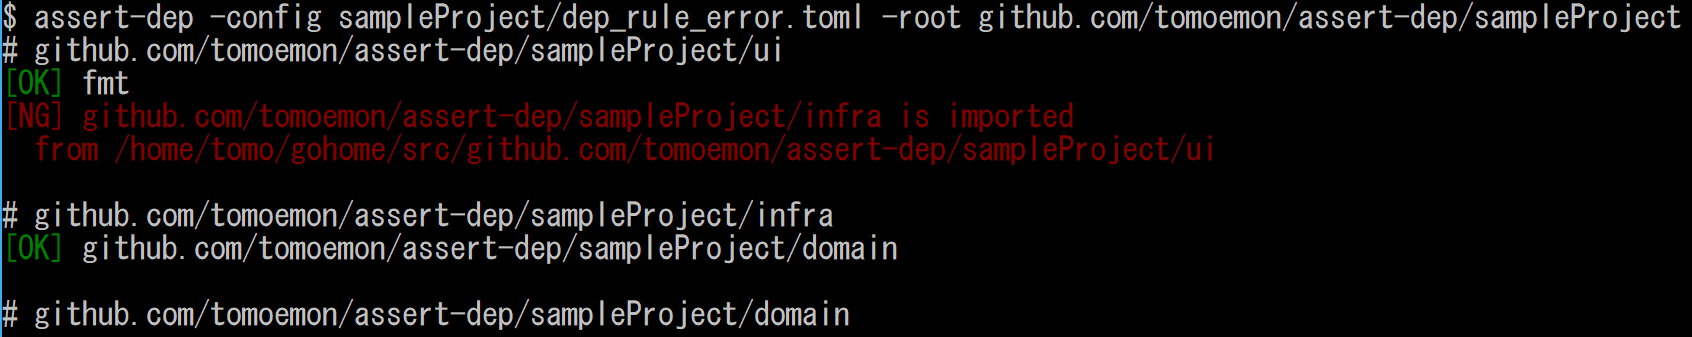 $ assert-dep -config sampleProject/dep_rule_error.toml -root github.com/tomoemon/assert-dep/sampleProject
# github.com/tomoemon/assert-dep/sampleProject/ui
[OK] fmt
[NG] github.com/tomoemon/assert-dep/sampleProject/infra is imported
from /home/tomo/gohome/src/github.com/tomoemon/assert-dep/sampleProject/ui
# github.com/tomoemon/assert-dep/sampleProject/infra
[OK] github.com/tomoemon/assert-dep/sampleProject/domain
# github.com/tomoemon/assert-dep/sampleProject/domain